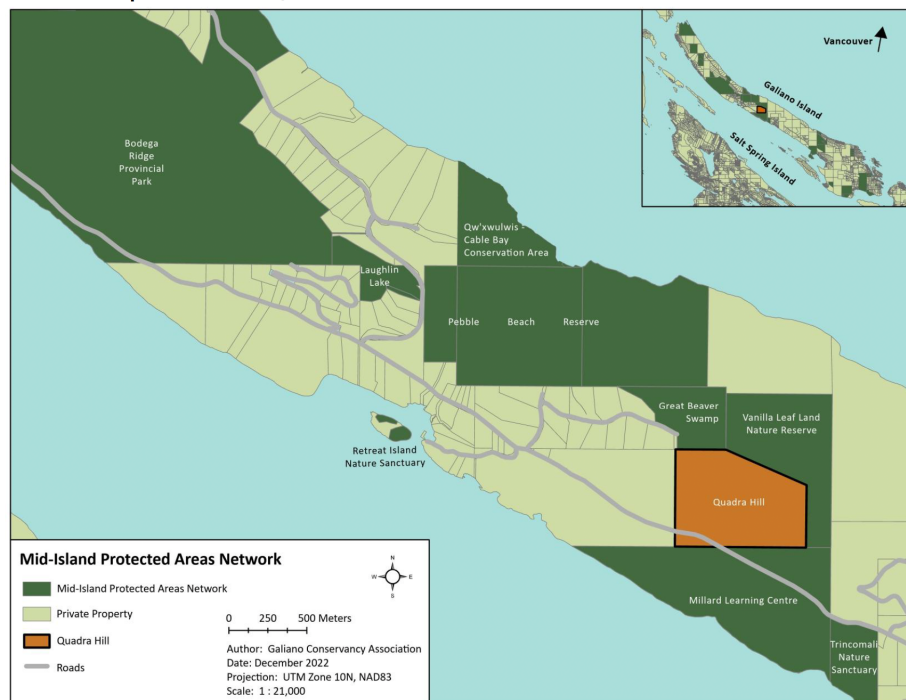 Vancouver
Galiano Island
Salt Spring Island
Bodega
Ridge
Provincial
Park
Qw'xwulwis -
Cable Bay
Conservation Area
Laughlin
Lake
Pebble Beach Reserve
Great Beaver
Swamp
Vanilla Leaf Land
Nature Reserve
Retreat Island
Nature Sanctuary
Quadra Hill
Millard Learning Centre
Trincomali
Nature
Sanctuary
Mid-Island Protected Areas Network
Mid-Island Protected Areas Network
Private Property
Quadra Hill
Roads
N
W E
S
0 250 500 Meters
Author: Galiano Conservancy Association
Date: December 2022
Projection: UTM Zone 10N, NAD83
Scale: 1 : 21,000